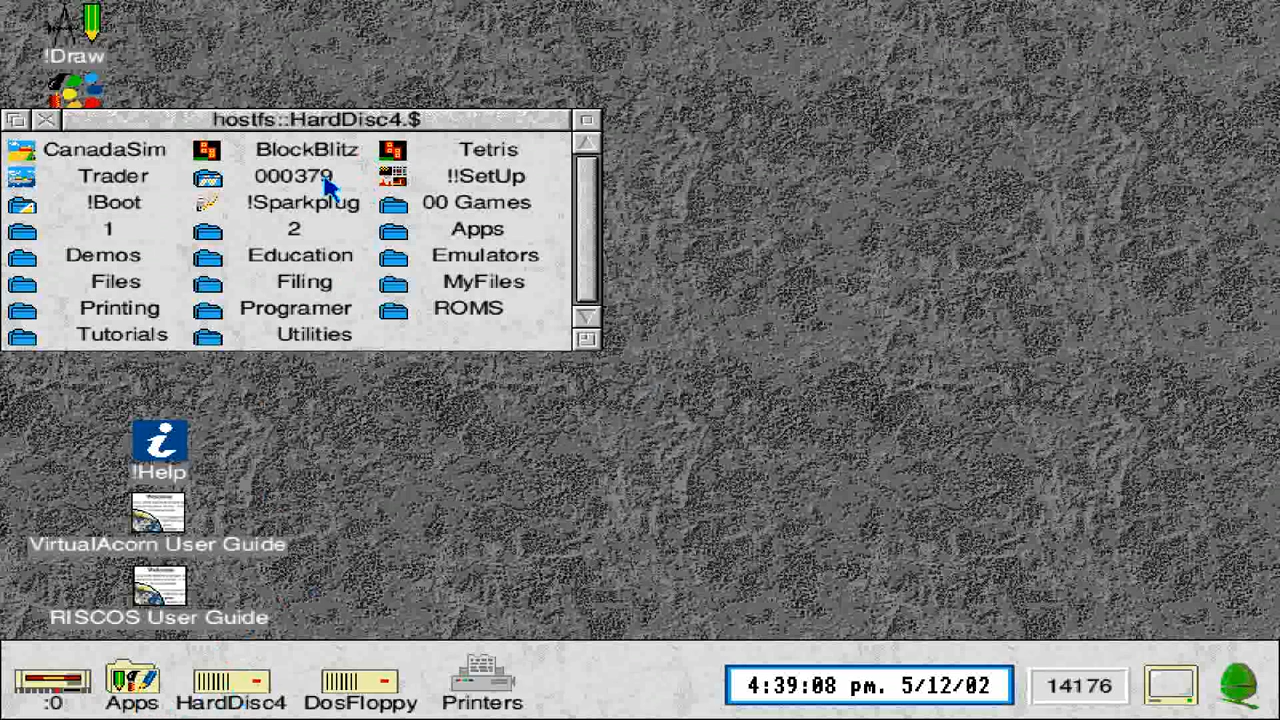 !Draw
hostfs::HardDisc4.$
CanadaSim BlockBlitz Tetris
Trader 000379 !!SetUp
!Boot !Sparkplug 00 Games
1 2 Apps
Demos Education Emulators
Files Filing MyFiles
Printing Programer ROMS
Tutorials Utilities
!Help
VirtualAcorn User Guide
RISCOS User Guide
:0 Apps HardDisc4 DosFloppy Printers 4:39:08 pm. 5/12/02 14176